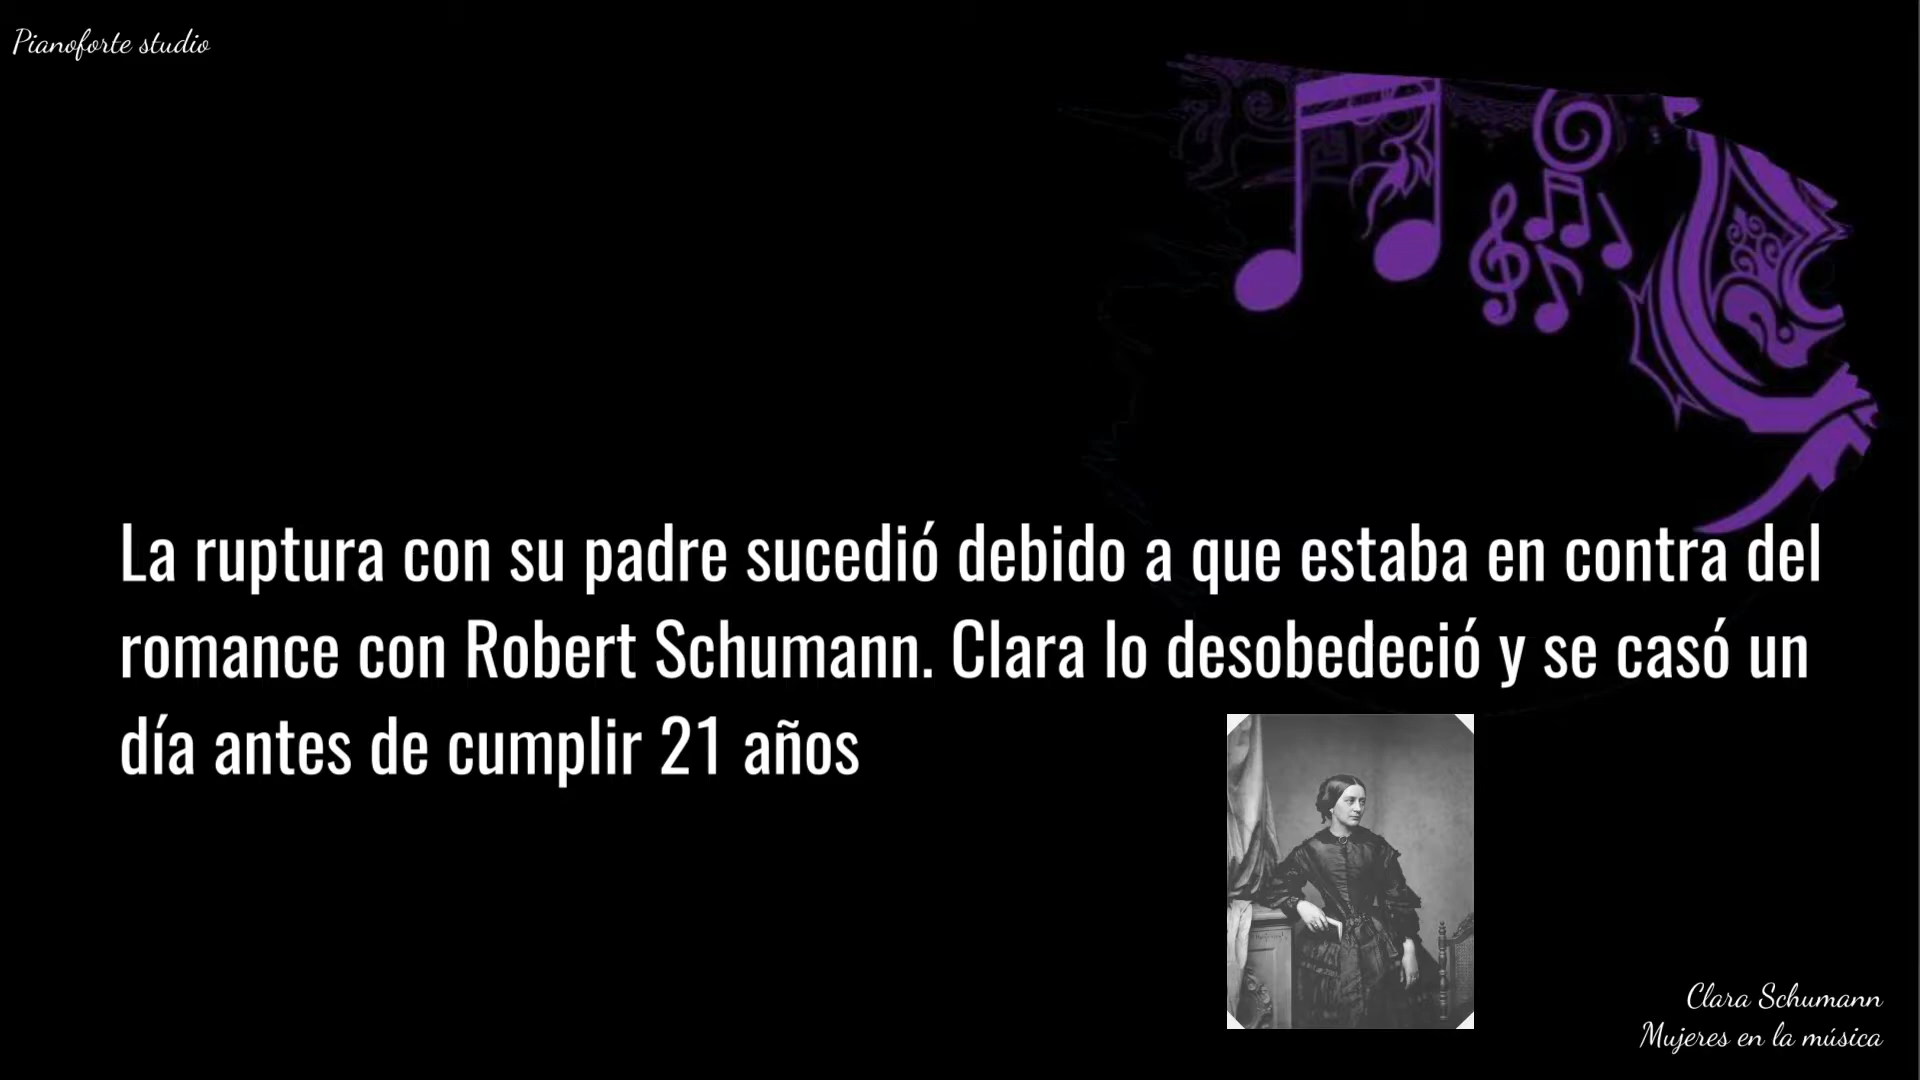 Pianoforte studio
La ruptura con su padre sucedió debido a que estaba en contra del
romance con Robert Schumann. Clara lo desobedeció y se casó un
día antes de cumplir 21 años
Clara Schumann
Mujeres en la música